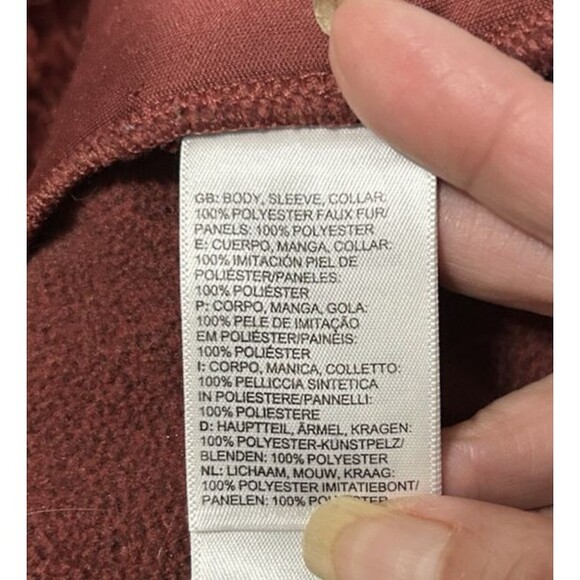 GB: BODY, SLEEVE, COLLAR:
100% POLYESTER FAUX FUR/
PANELS: 100% POLYESTER
E: CUERPO, MANGA, COLLAR:
100% IMITACIÓN PIEL DE
POLIÉSTER/PANELES:
100% POLIÉSTER
P: CORPO, MANGA, GOLA:
100% PELE DE IMITAÇÃO
EM POLIÉSTER/PAINÉIS:
100% POLIÉSTER
I: CORPO, MANICA, COLLETTO:
100% PELLICCIA SINTETICA
IN POLIESTERE/PANNELLI:
100% POLIESTERE
D: HAUPTTEIL, ÄRMEL, KRAGEN:
100% POLYESTER-KUNSTPELZ/
BLENDEN: 100% POLYESTER
NL: LICHAAM, MOUW, KRAAG:
100% POLYESTER IMITATIEBONT/
PANELEN: 100%